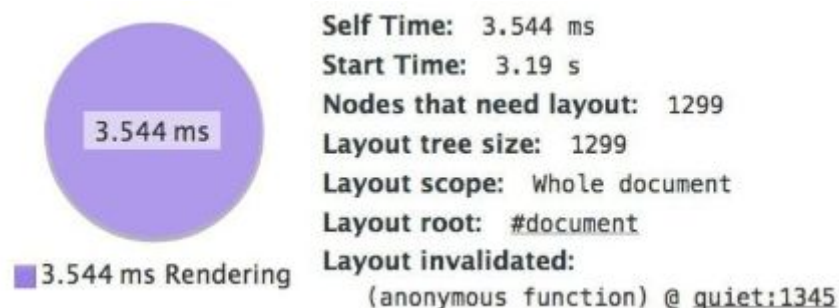 Self Time: 3.544 ms
Start Time: 3.19 s
Nodes that need layout: 1299
3.544 ms
Layout tree size: 1299
Layout scope: Whole document
Layout root: #document
3.544 ms Rendering
Layout invalidated:
(anonymous function) @ quiet:1345